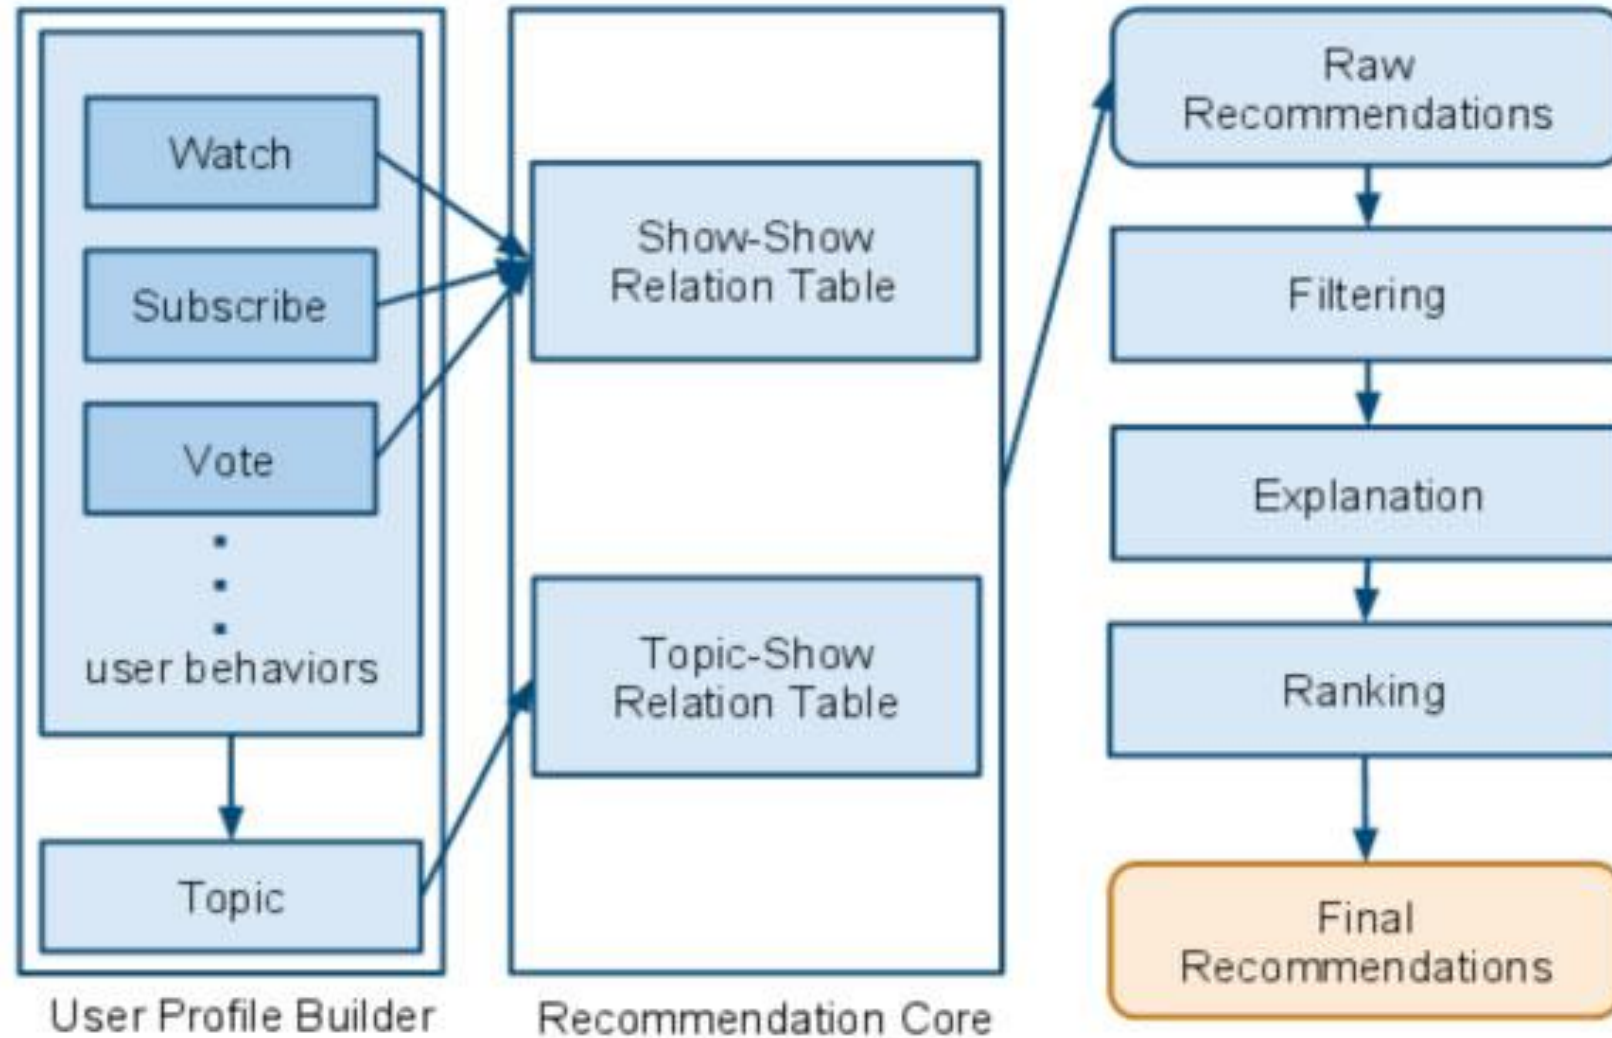 Watch
Subscribe
Vote
user behaviors
Topic
User Profile Builder
Show-Show
Relation Table
Topic-Show
Relation Table
Recommendation Core
Raw
Recommendations
Filtering
Explanation
Ranking
Final
Recommendations